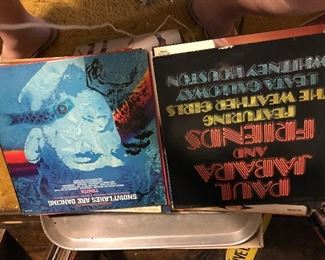 SNOWFLAKES ARE DANCING
TOMITA
PAUL
JABARA
AND
FRIENDS
FEATURING
THE WEATHER GIRLS
LEATA GALLOWAY
WHITNEY HOUSTON